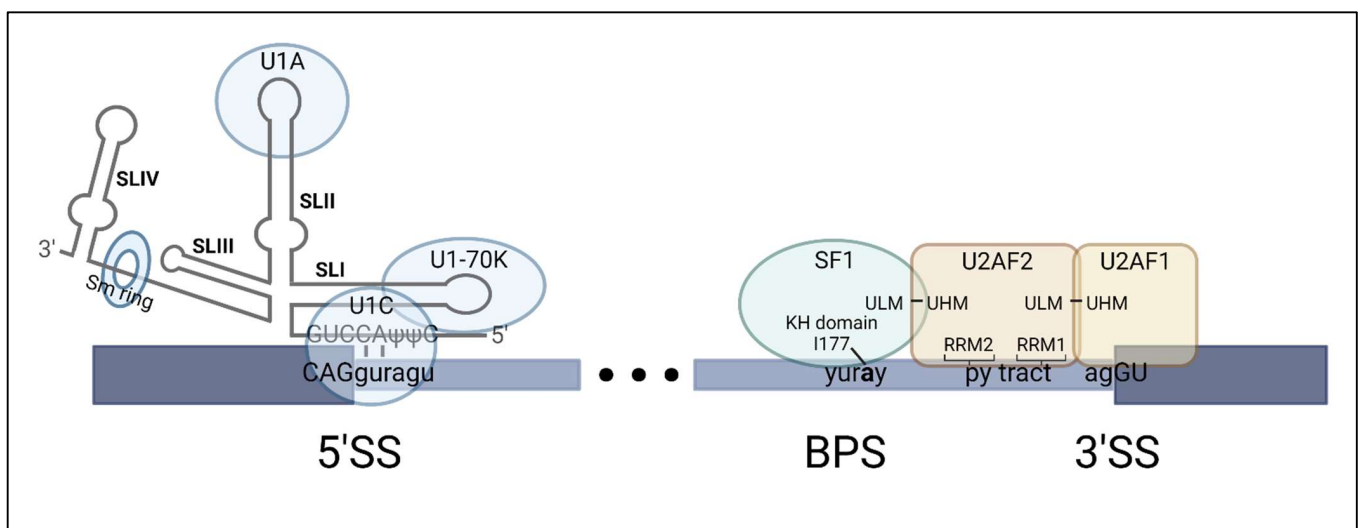 U1A
SLIV
SLII
3'
SLIII
Sm ring
SLI
U1-70K
U1C
GUCCAψψC 5'
CAGguragu
5'SS
SF1
ULM
KH domain
I177
yuray
BPS
U2AF2
UHM ULM
RRM2 RRM1
py tract
U2AF1
UHM
agGU
3'SS